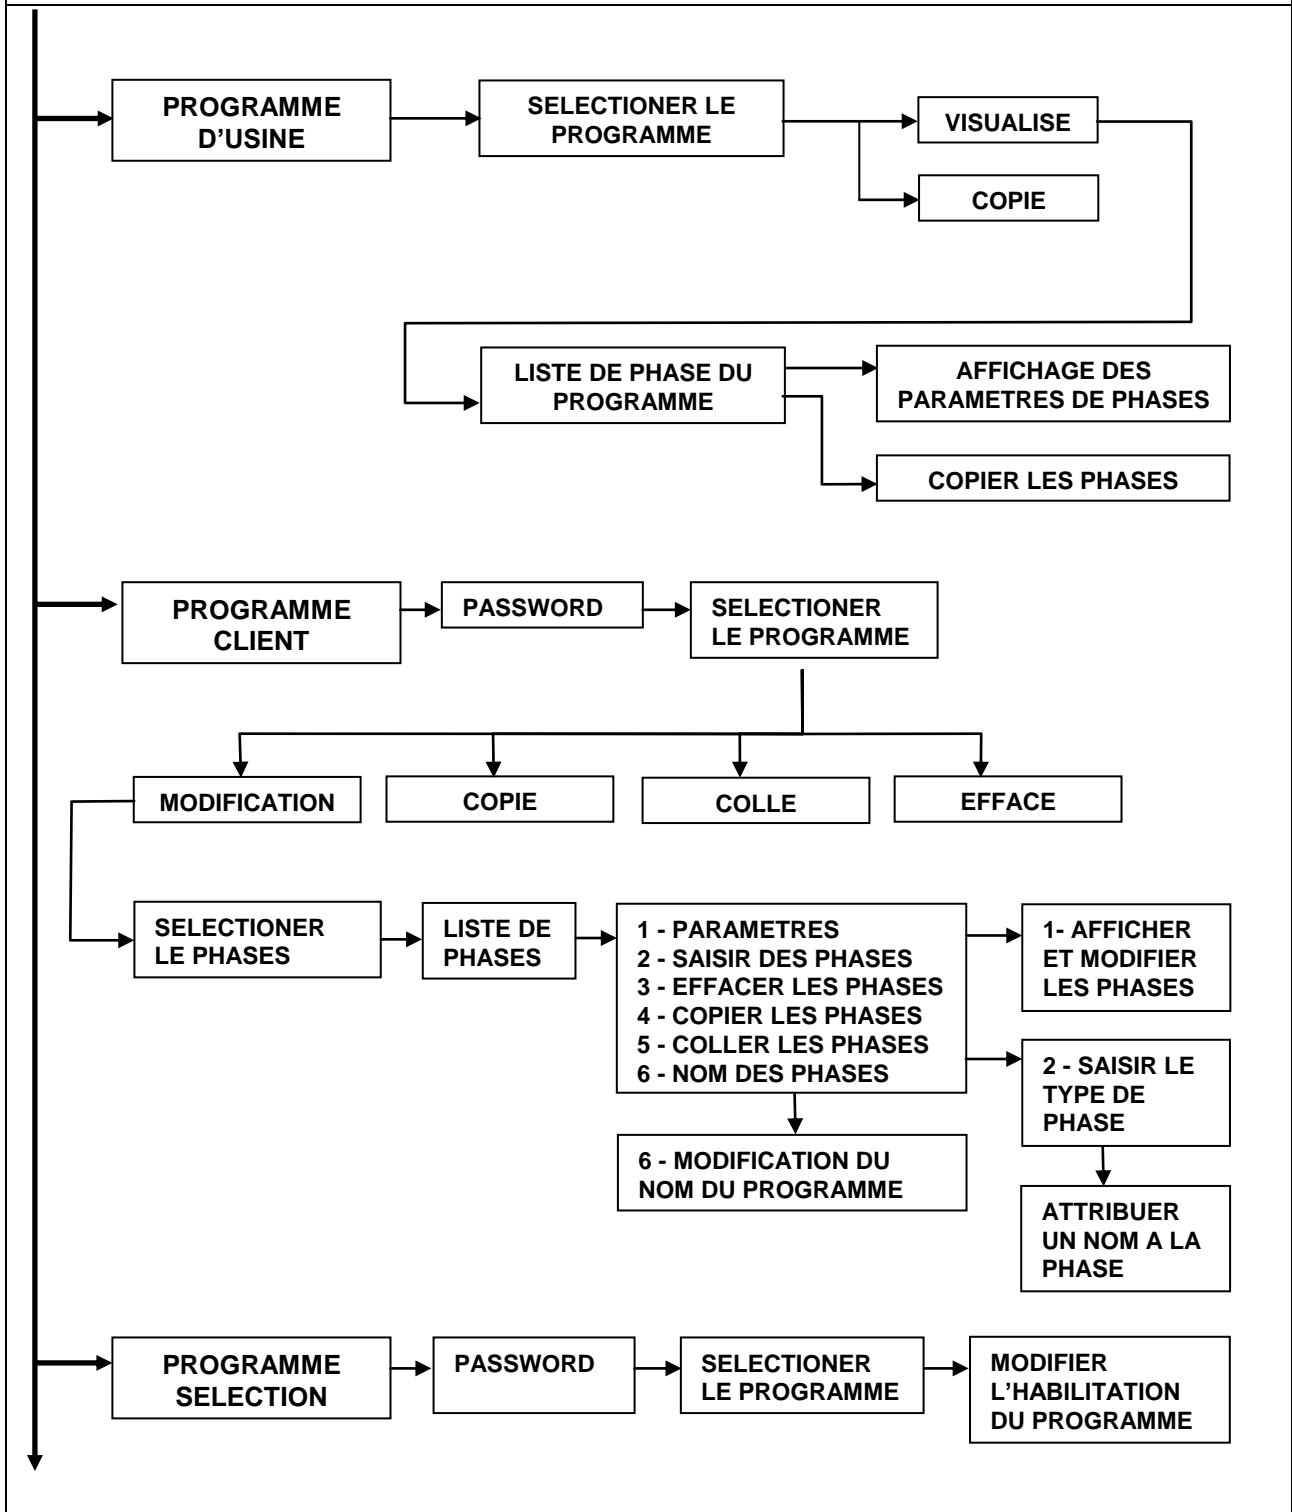 PROGRAMME
D'USINE
SELECTIONER LE
PROGRAMME
VISUALISE
COPIE
LISTE DE PHASE DU
PROGRAMME
AFFICHAGE DES
PARAMETRES DE PHASES
COPIER LES PHASES
PROGRAMME
CLIENT
PASSWORD
SELECTIONER
LE PROGRAMME
MODIFICATION
COPIE
COLLE
EFFACE
SELECTIONER
LE PHASES
LISTE DE
PHASES
1 - PARAMETRES
2 - SAISIR DES PHASES
3 - EFFACER LES PHASES
4 - COPIER LES PHASES
5 - COLLER LES PHASES
6 - NOM DES PHASES
1- AFFICHER
ET MODIFIER
LES PHASES
2 - SAISIR LE
TYPE DE
PHASE
6 - MODIFICATION DU
NOM DU PROGRAMME
ATTRIBUER
UN NOM A LA
PHASE
PROGRAMME
SELECTION
PASSWORD
SELECTIONER
LE PROGRAMME
MODIFIER
L'HABILITATION
DU PROGRAMME